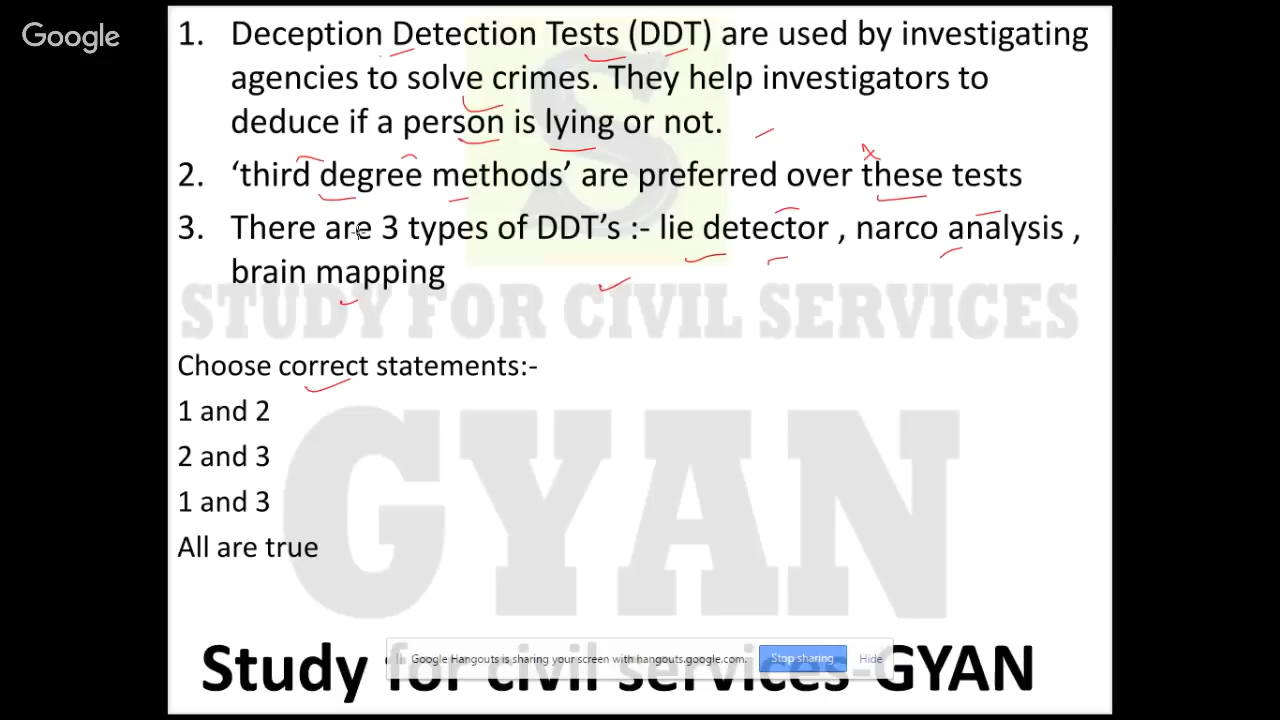 Google
1. Deception Detection Tests (DDT) are used by investigating
agencies to solve crimes. They help investigators to
deduce if a person is lying or not.
2. ‘third degree methods’ are preferred over these tests
3. There are 3 types of DDT’s :- lie detector , narco analysis ,
brain mapping
STUDY FOR CIVIL SERVICES
Choose correct statements:-
1 and 2
2 and 3
1 and 3
All are true
GYAN
Google Hangouts is sharing your screen with hangouts.google.com. Stop sharing Hide
Study for civil services-GYAN